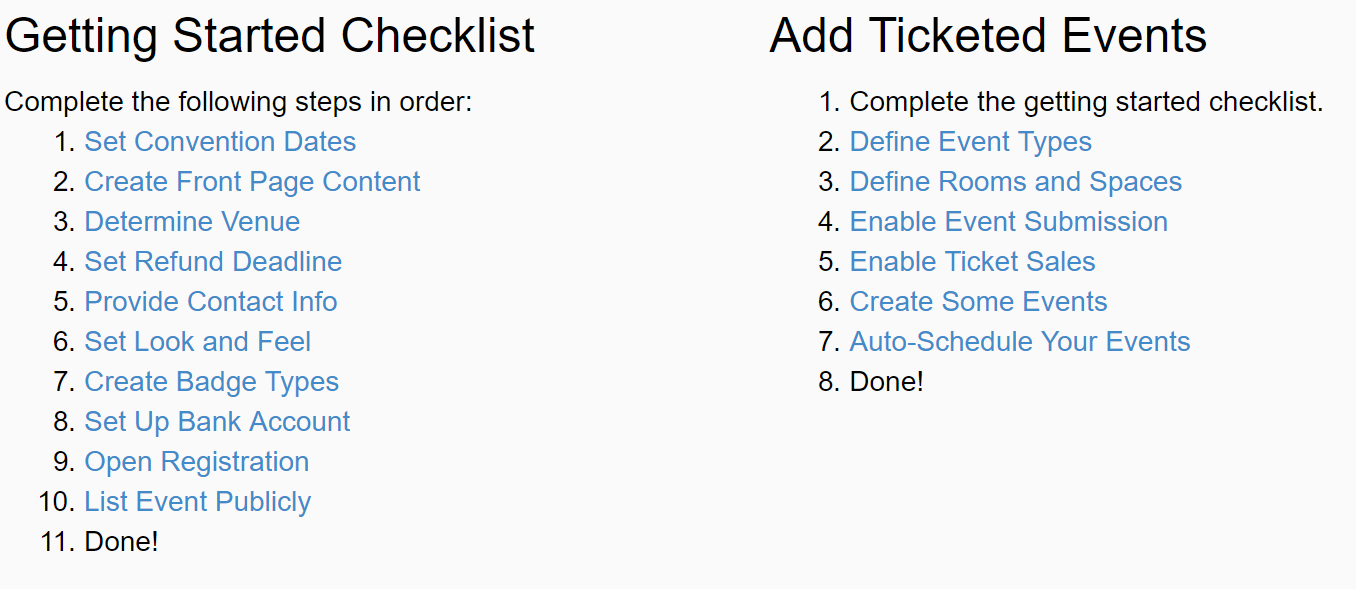 Getting Started Checklist
Complete the following steps in order:
1. Set Convention Dates
2. Create Front Page Content
3. Determine Venue
4. Set Refund Deadline
5. Provide Contact Info
6. Set Look and Feel
7. Create Badge Types
8. Set Up Bank Account
9. Open Registration
10. List Event Publicly
11. Done!
Add Ticketed Events
1. Complete the getting started checklist.
2. Define Event Types
3. Define Rooms and Spaces
4. Enable Event Submission
5. Enable Ticket Sales
6. Create Some Events
7. Auto-Schedule Your Events
8. Done!